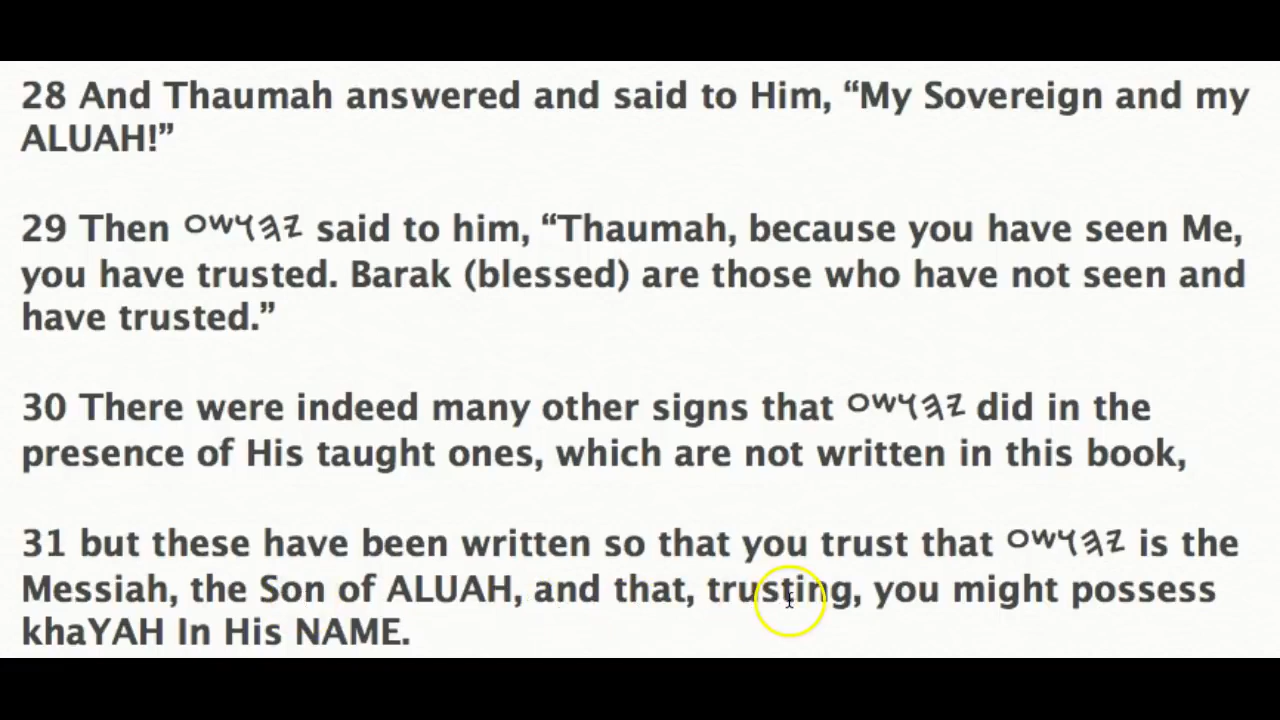 28 And Thaumah answered and said to Him, “My Sovereign and my
ALUAH!”
29 Then 𐤉𐤄𐤅𐤔𐤏 said to him, “Thaumah, because you have seen Me,
you have trusted. Barak (blessed) are those who have not seen and
have trusted.”
30 There were indeed many other signs that 𐤉𐤄𐤅𐤔𐤏 did in the
presence of His taught ones, which are not written in this book,
31 but these have been written so that you trust that 𐤉𐤄𐤅𐤔𐤏 is the
Messiah, the Son of ALUAH, and that, trusting, you might possess
khaYAH In His NAME.